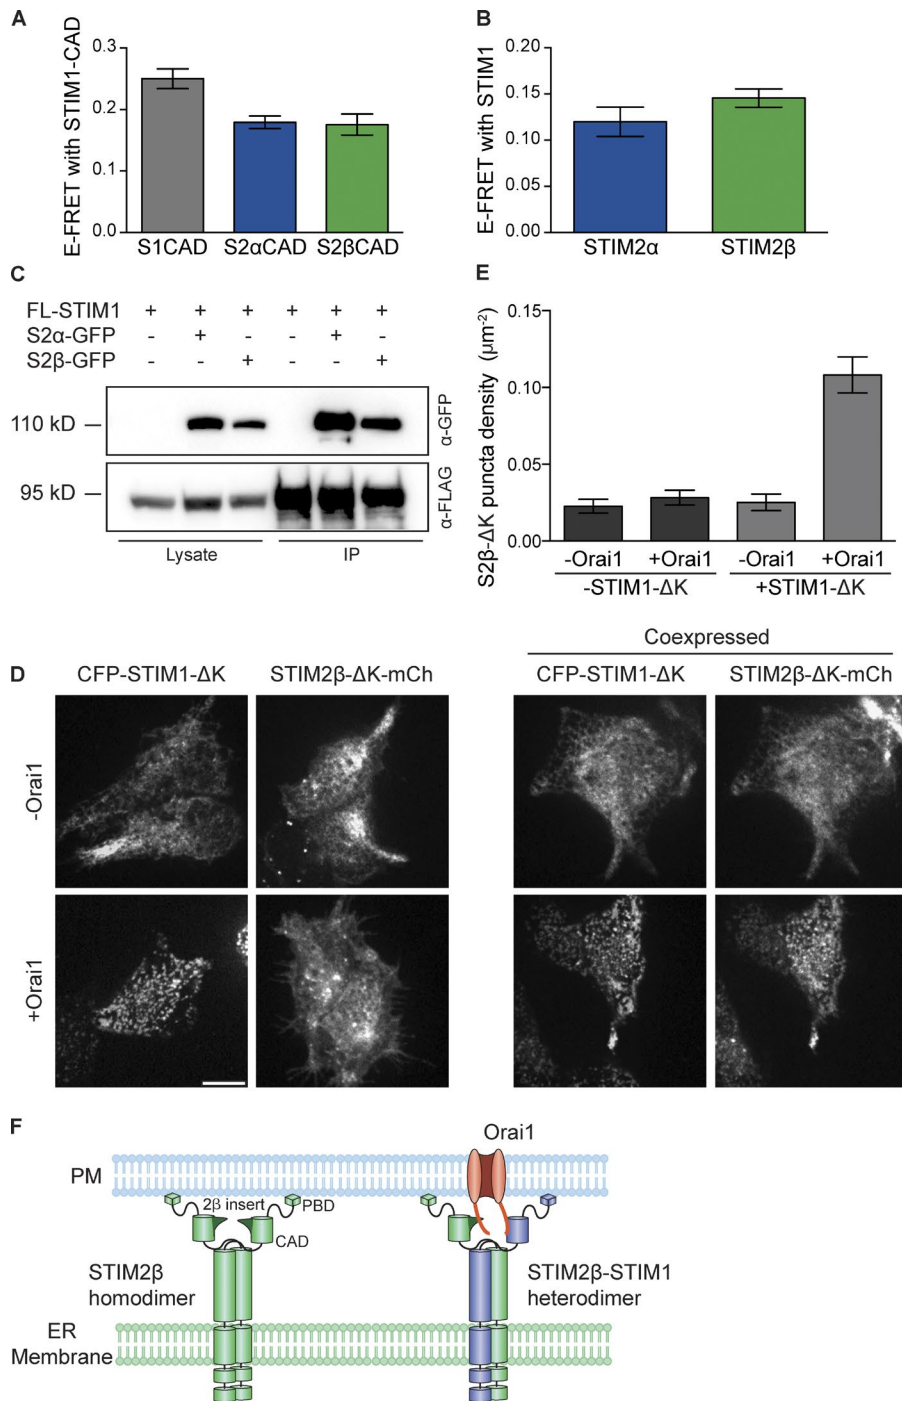 A
E-FRET with STIM1-CAD
0.3
0.2
0.1
0.0
S1CAD S2αCAD S2βCAD
B
E-FRET with STIM1
0.20
0.15
0.10
0.05
0.00
STIM2α STIM2β
C
FL-STIM1 + + + + + +
S2α-GFP - + - - + -
S2β-GFP - - + - - +
110 kD
α-GFP
95 kD
α-FLAG
Lysate IP
E
S2β-ΔK puncta density (μm-2)
0.15
0.10
0.05
0.00
-Orai1 +Orai1 -Orai1 +Orai1
-STIM1-ΔK +STIM1-ΔK
D
Coexpressed
CFP-STIM1-ΔK STIM2β-ΔK-mCh CFP-STIM1-ΔK STIM2β-ΔK-mCh
-Orai1
+Orai1
F
Orai1
PM
2β insert
PBD
CAD
STIM2β
homodimer
STIM2β-STIM1
heterodimer
ER
Membrane